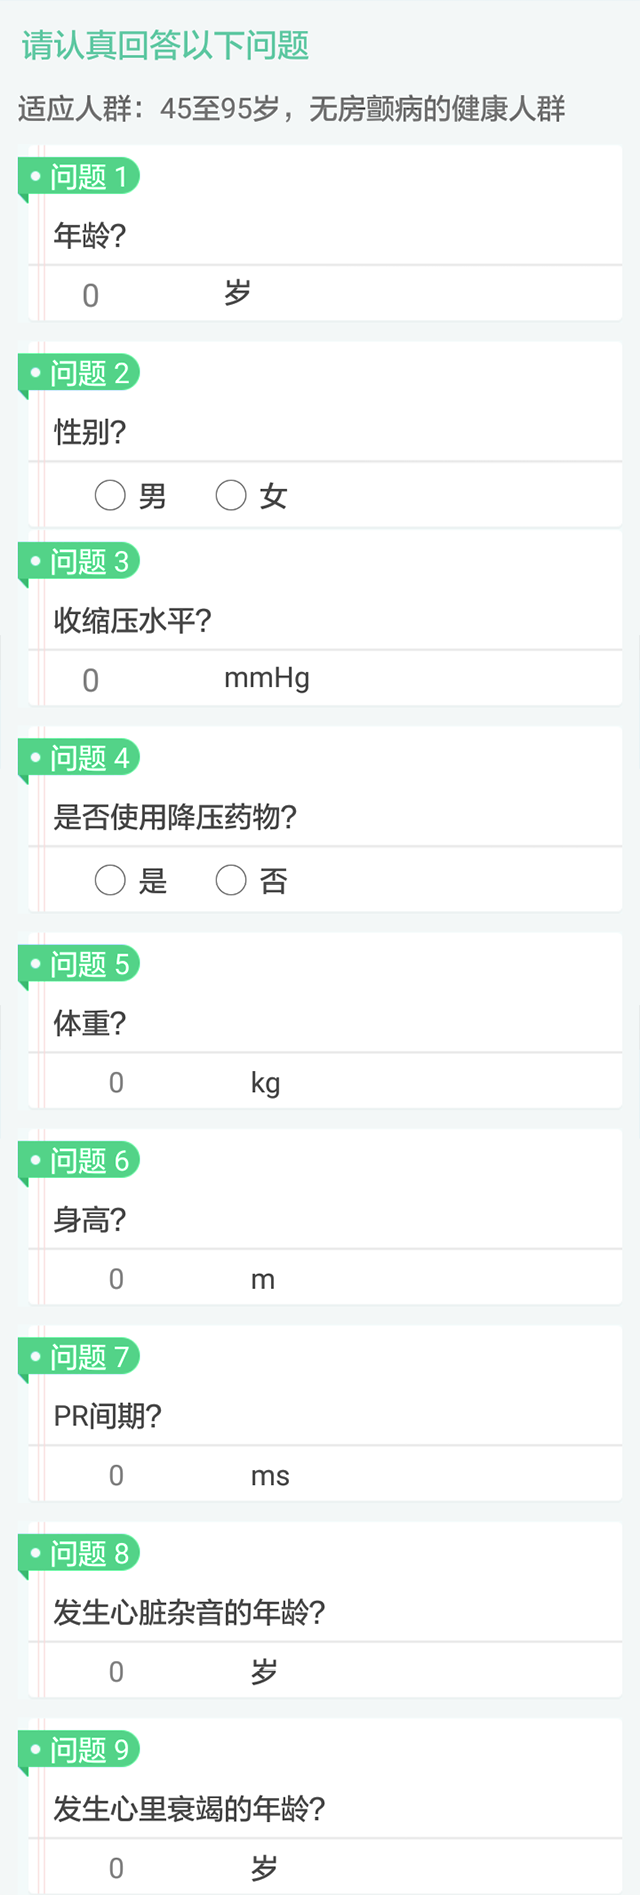 请认真回答以下问题
适应人群：45至95岁，无房颤病的健康人群
问题 1
年龄?
0 岁
问题 2
性别?
男 女
问题 3
收缩压水平?
0 mmHg
问题 4
是否使用降压药物?
是 否
问题 5
体重?
0 kg
问题 6
身高?
0 m
问题 7
PR间期?
0 ms
问题 8
发生心脏杂音的年龄?
0 岁
问题 9
发生心里衰竭的年龄?
0 岁